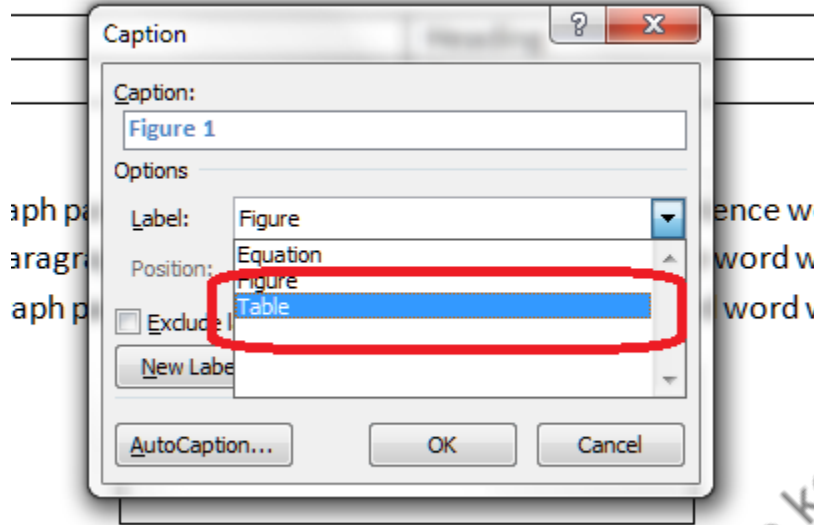 Caption
Heading
?
Caption:
Figure 1
Options
Label: Figure
Equation
Position:
Figure
Table
Exclude
New Labe
AutoCaption... OK Cancel
aph pa
ence w
aragra
word w
aph p
word